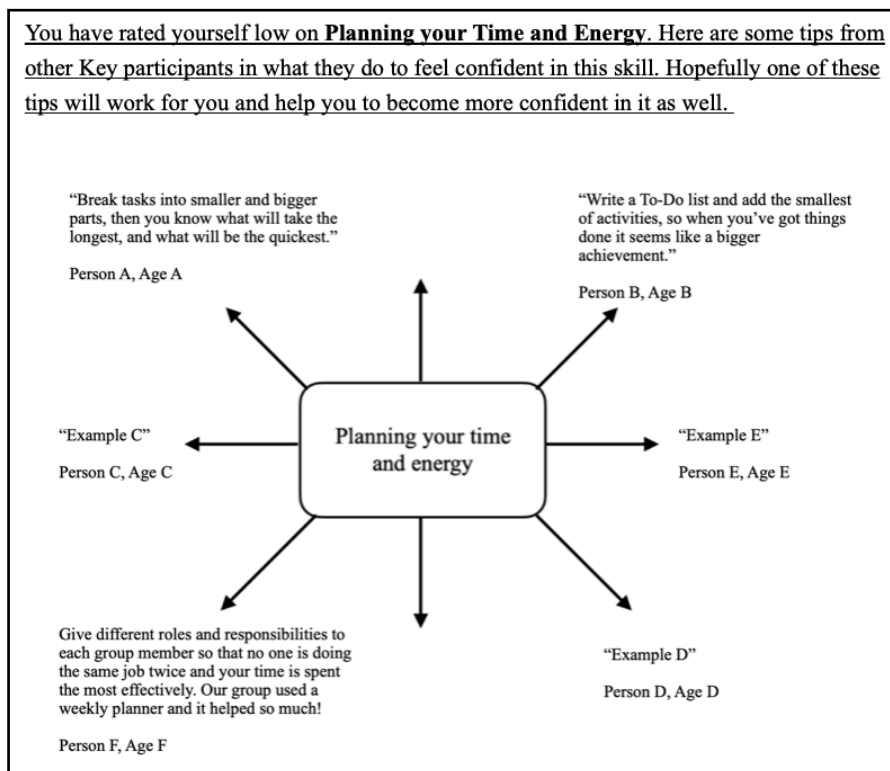 You have rated yourself low on Planning your Time and Energy. Here are some tips from
other Key participants in what they do to feel confident in this skill. Hopefully one of these
tips will work for you and help you to become more confident in it as well.
“Break tasks into smaller and bigger
parts, then you know what will take the
longest, and what will be the quickest.”
Person A, Age A
“Write a To-Do list and add the smallest
of activities, so when you’ve got things
done it seems like a bigger
achievement.”
Person B, Age B
“Example C”
Person C, Age C
Planning your time
and energy
“Example E”
Person E, Age E
Give different roles and responsibilities to
each group member so that no one is doing
the same job twice and your time is spent
the most effectively. Our group used a
weekly planner and it helped so much!
Person F, Age F
“Example D”
Person D, Age D